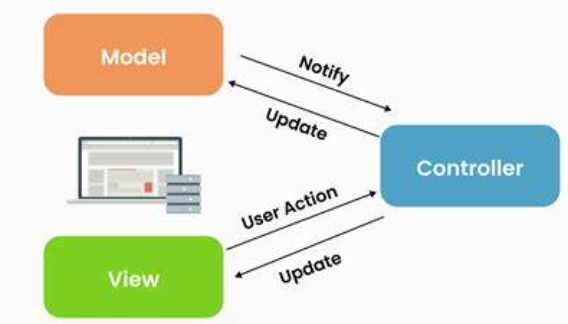 Model
Notify
Update
Controller
User Action
Update
View